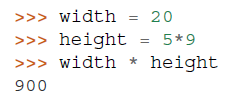 >>> width = 20
>>> height = 5*9
>>> width * height
900